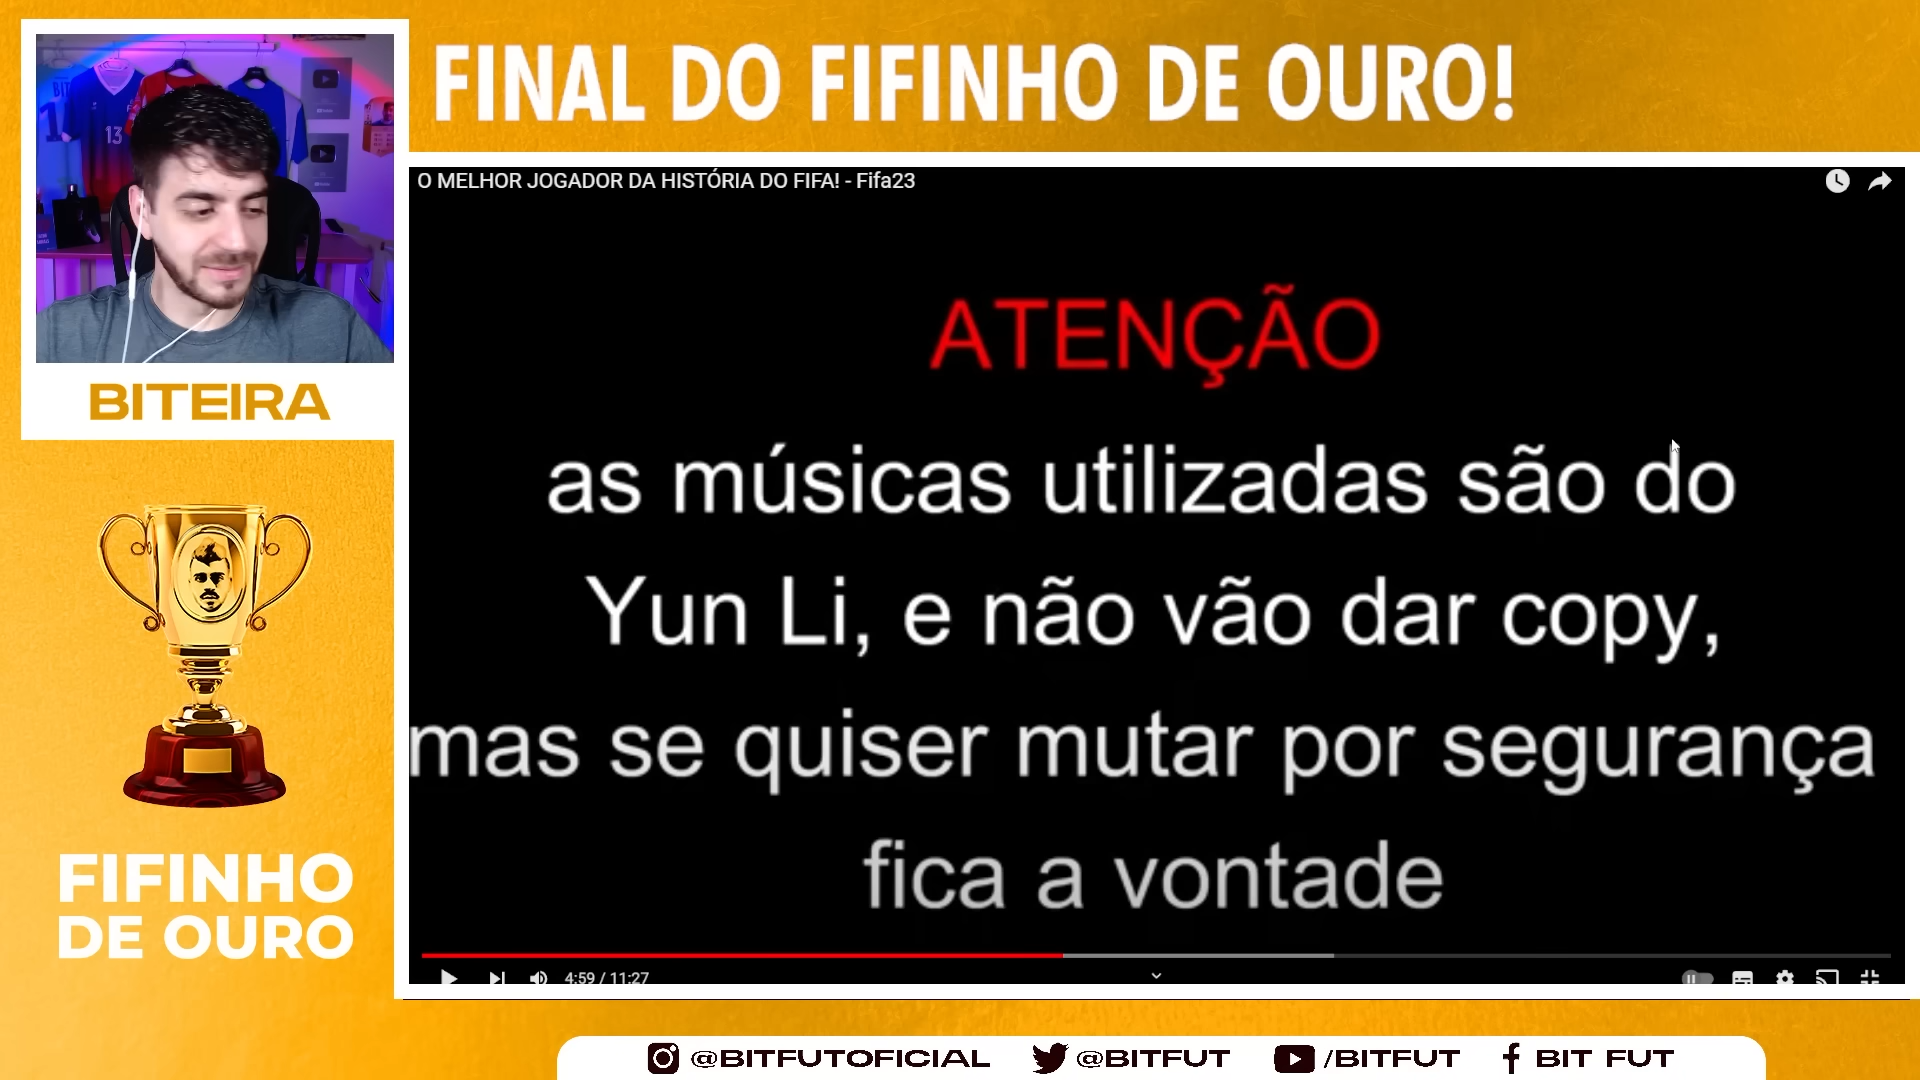 FINAL DO FIFINHO DE OURO!
O MELHOR JOGADOR DA HISTÓRIA DO FIFA! - Fifa23
13
BITEIRA
ATENÇÃO
as músicas utilizadas são do
Yun Li, e não vão dar copy,
mas se quiser mutar por segurança
fica a vontade
4:59 / 11:27
FIFINHO
DE OURO
@BITFUTOFICIAL
@BITFUT
/BITFUT
BIT FUT